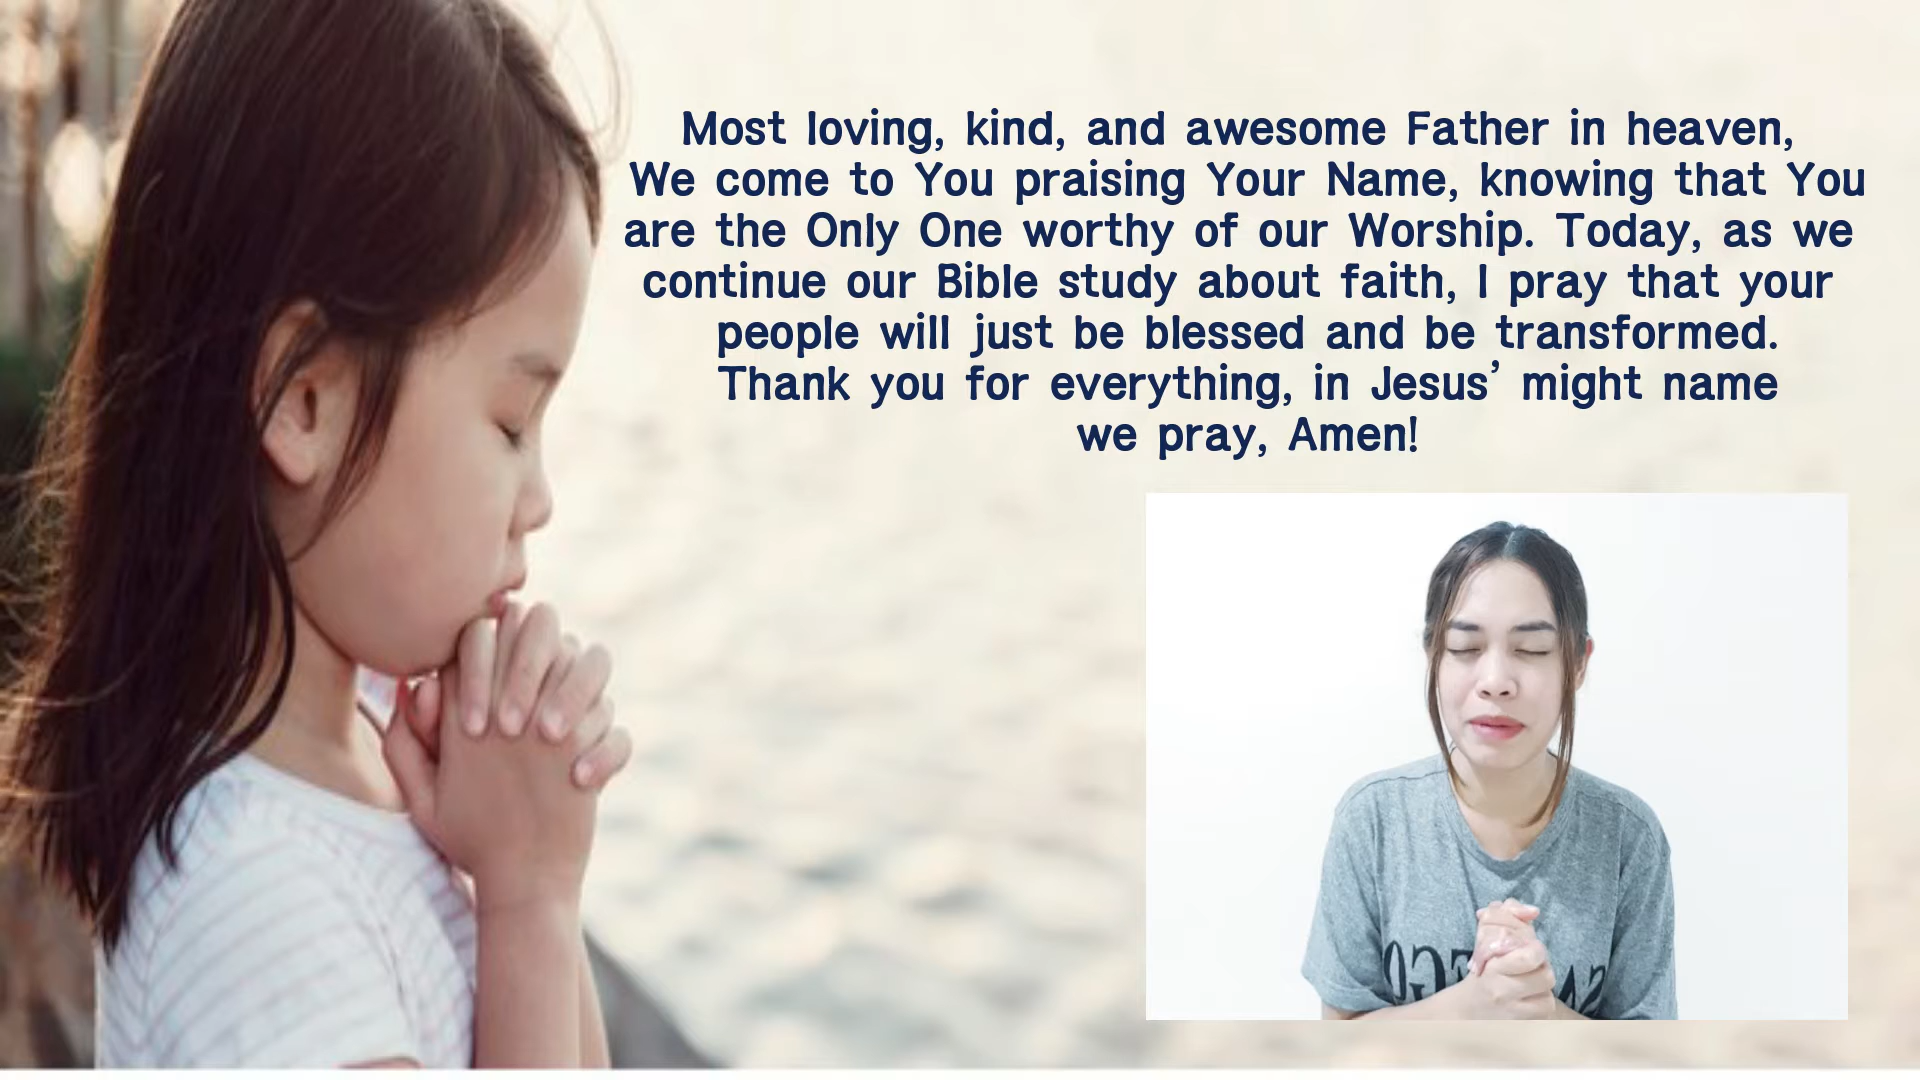 Most loving, kind, and awesome Father in heaven,
We come to You praising Your Name, knowing that You
are the Only One worthy of our Worship. Today, as we
continue our Bible study about faith, I pray that your
people will just be blessed and be transformed.
Thank you for everything, in Jesus’ might name
we pray, Amen!